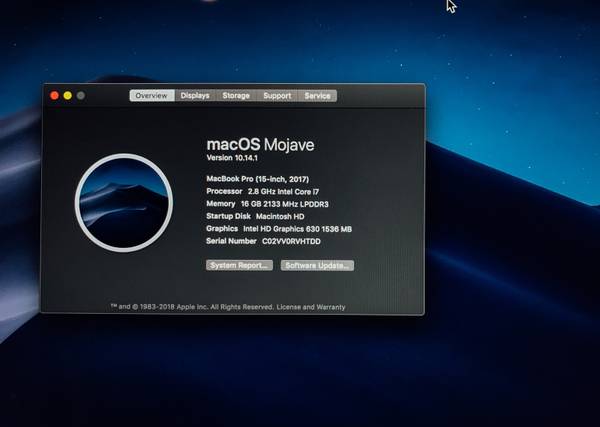 Overview Displays Storage Support Service
macOS Mojave
Version 10.14.1
MacBook Pro (15-inch, 2017)
Processor 2.8 GHz Intel Core i7
Memory 16 GB 2133 MHz LPDDR3
Startup Disk Macintosh HD
Graphics Intel HD Graphics 630 1536 MB
Serial Number C02VV0RVHTDD
System Report... Software Update...
™ and © 1983-2018 Apple Inc. All Rights Reserved. License and Warranty